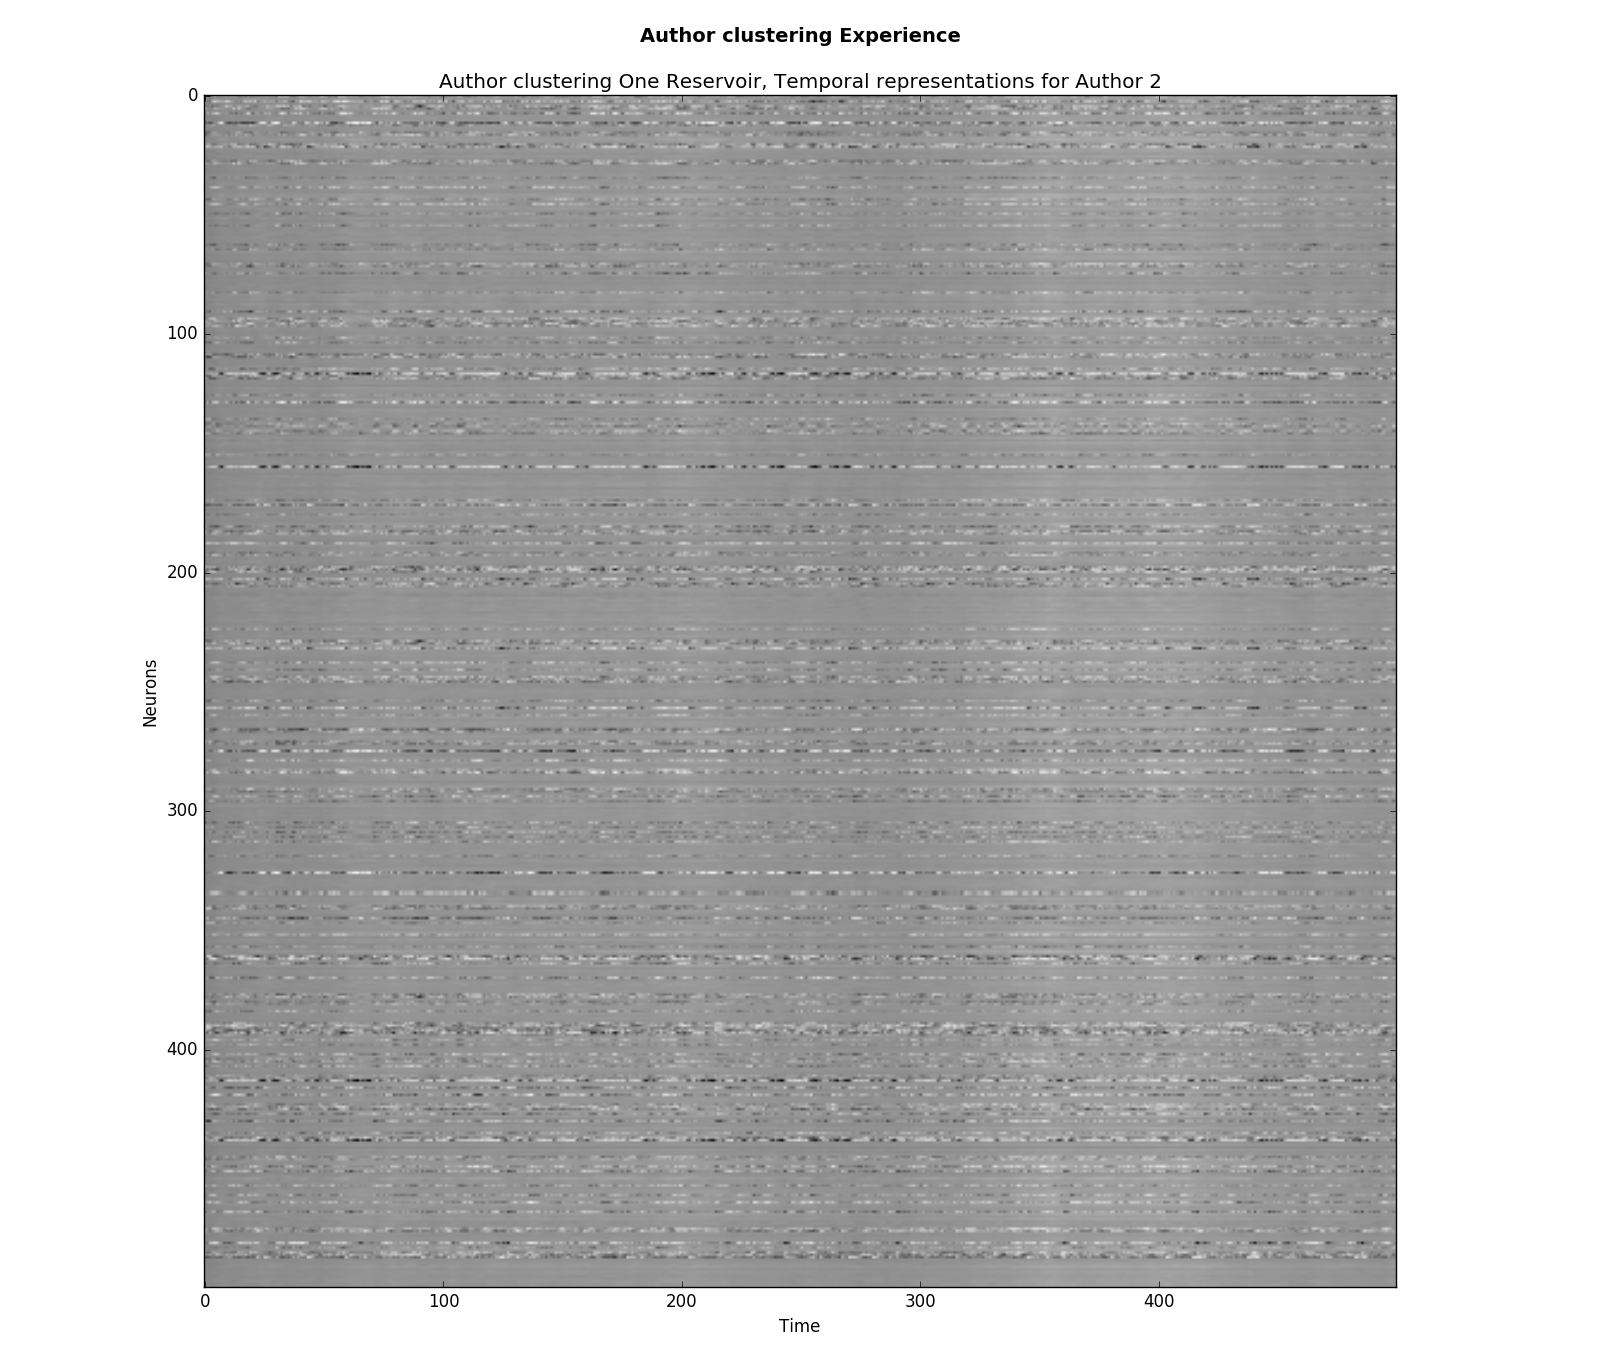 Author clustering Experience
Author clustering One Reservoir, Temporal representations for Author 2
0
100
200
300
400
Neurons
0 100 200 300 400
Time